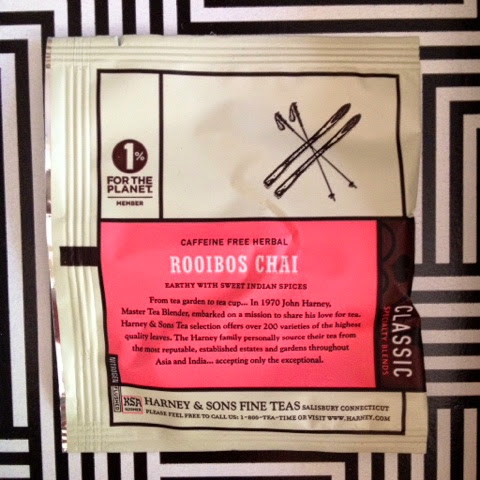 1%
FOR THE
PLANET.
MEMBER
CAFFEINE FREE HERBAL
ROOIBOS CHAI
EARTHY WITH SWEET INDIAN SPICES
From tea garden to tea cup... In 1970 John Harney,
Master Tea Blender, embarked on a mission to share his love for tea.
Harney & Sons Tea selection offers over 200 varieties of the highest
quality leaves. The Harney family personally source their tea from
the most reputable, established estates and gardens throughout
Asia and India... accepting only the exceptional.
CLASSIC
SPECIALTY BLENDS
KSA
HARNEY & SONS FINE TEAS SALISBURY CONNECTICUT
PLEASE FEEL FREE TO CALL US: 1-800-TEA-TIME OR VISIT WWW.HARNEY.COM